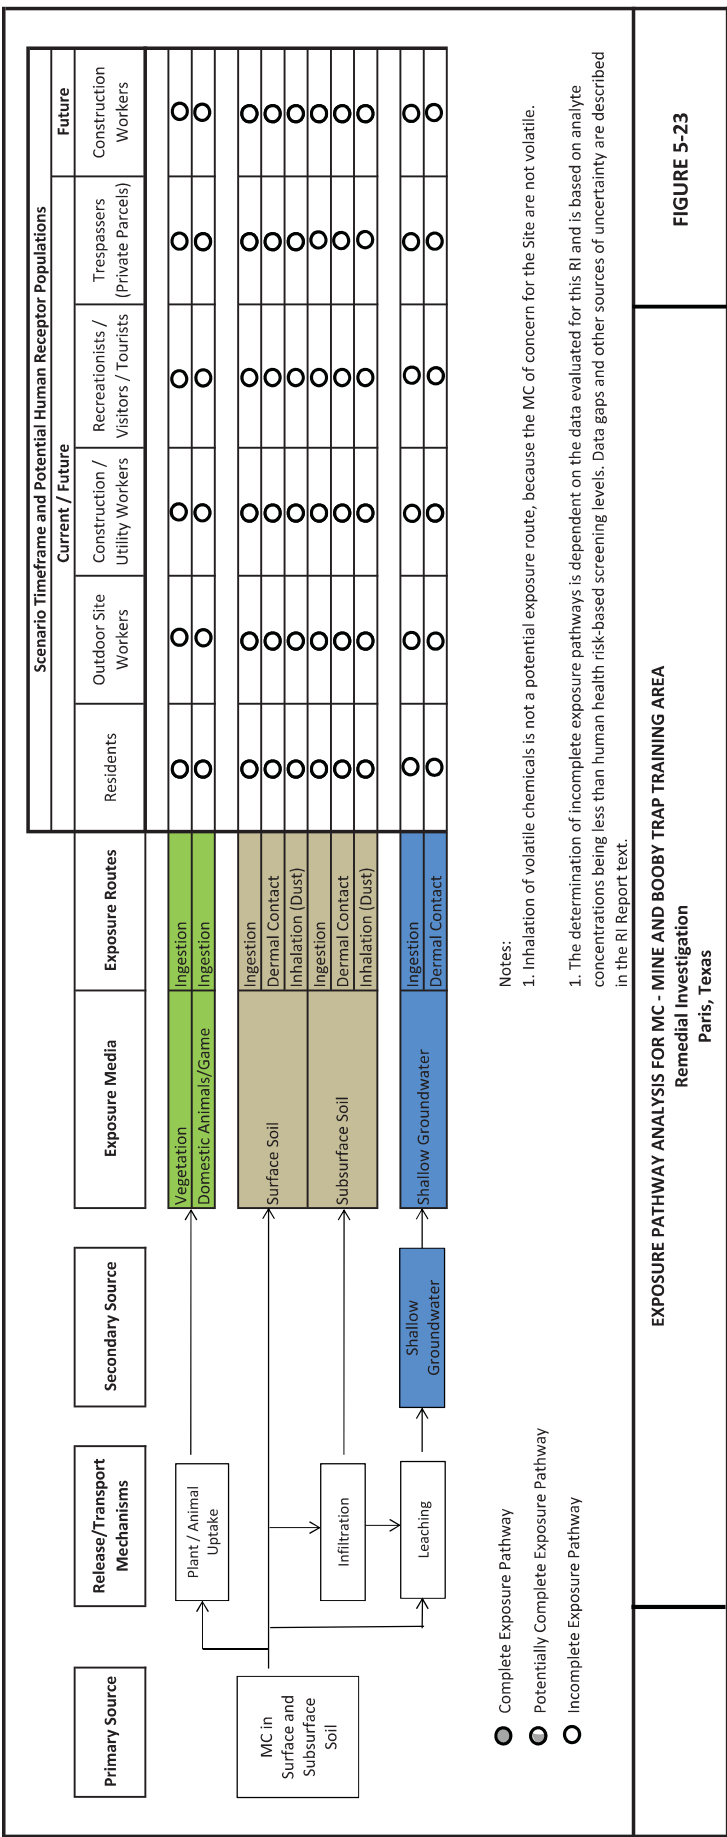 Scenario Timeframe and Potential Human Receptor Populations
Current / Future
Future
Primary Source
Release/Transport
Mechanisms
Secondary Source
Exposure Media
Exposure Routes
Residents
Outdoor Site
Workers
Construction /
Utility Workers
Recreationists /
Visitors / Tourists
Trespassers
(Private Parcels)
Construction
Workers
Plant / Animal
Uptake
Vegetation
Ingestion
Domestic Animals/Game
Ingestion
MC in
Surface and
Subsurface
Soil
Surface Soil
Ingestion
Dermal Contact
Inhalation (Dust)
Infiltration
Subsurface Soil
Ingestion
Dermal Contact
Inhalation (Dust)
Leaching
Shallow
Groundwater
Shallow Groundwater
Ingestion
Dermal Contact
Complete Exposure Pathway
Potentially Complete Exposure Pathway
Incomplete Exposure Pathway
Notes:
1. Inhalation of volatile chemicals is not a potential exposure route, because the MC of concern for the Site are not volatile.
1. The determination of incomplete exposure pathways is dependent on the data evaluated for this RI and is based on analyte
concentrations being less than human health risk-based screening levels. Data gaps and other sources of uncertainty are described
in the RI Report text.
EXPOSURE PATHWAY ANALYSIS FOR MC - MINE AND BOOBY TRAP TRAINING AREA
Remedial Investigation
Paris, Texas
FIGURE 5-23